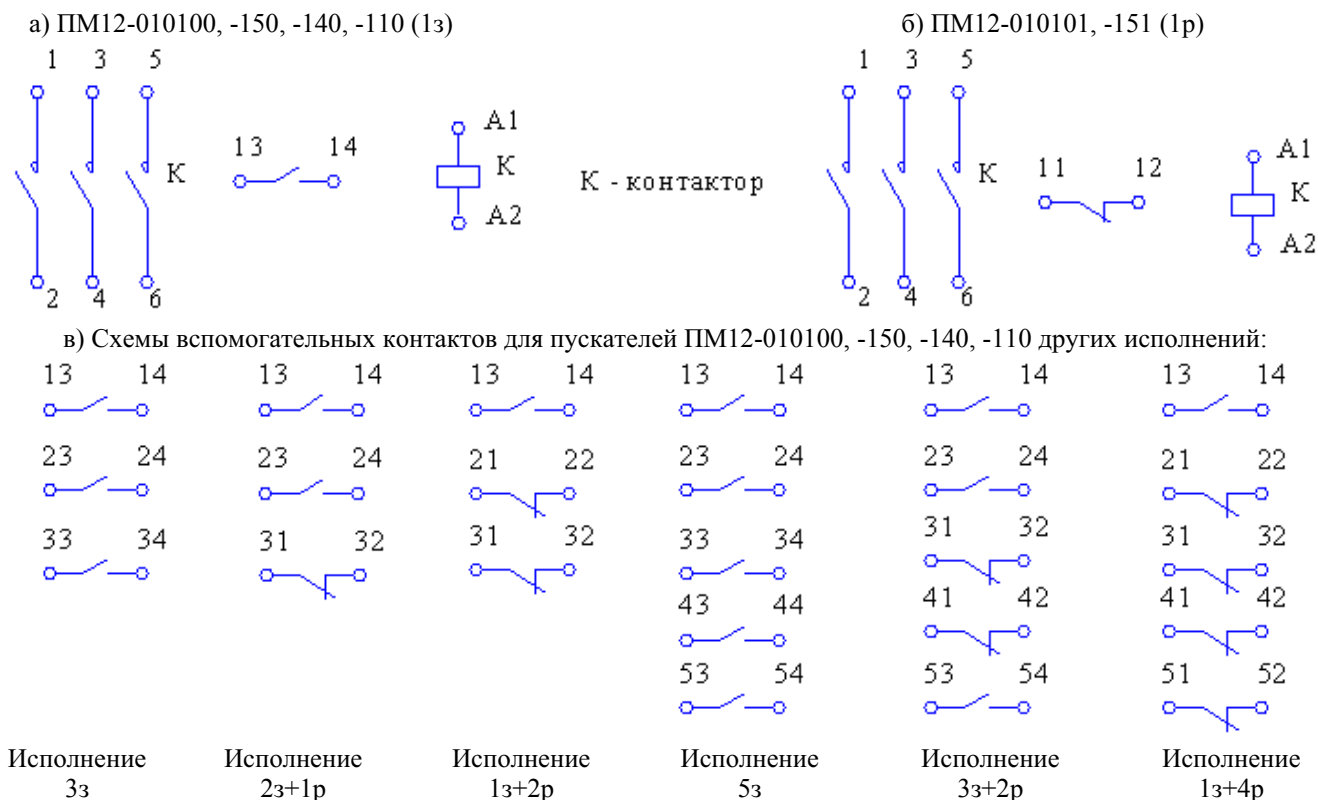 а) ПМ12-010100, -150, -140, -110 (1з)
б) ПМ12-010101, -151 (1р)
1 3 5
1 3 5
А1
А1
13 14
К
К
К - контактор
11 12
К
К
А2
А2
2 4 6
2 4 6
в) Схемы вспомогательных контактов для пускателей ПМ12-010100, -150, -140, -110 других исполнений:
13 14 13 14 13 14 13 14 13 14 13 14
23 24 23 24 21 22 23 24 23 24 21 22
33 34 31 32 31 32 33 34 31 32 31 32
43 44 41 42 41 42
53 54 53 54 51 52
Исполнение Исполнение Исполнение Исполнение Исполнение Исполнение
3з 2з+1р 1з+2р 5з 3з+2р 1з+4р